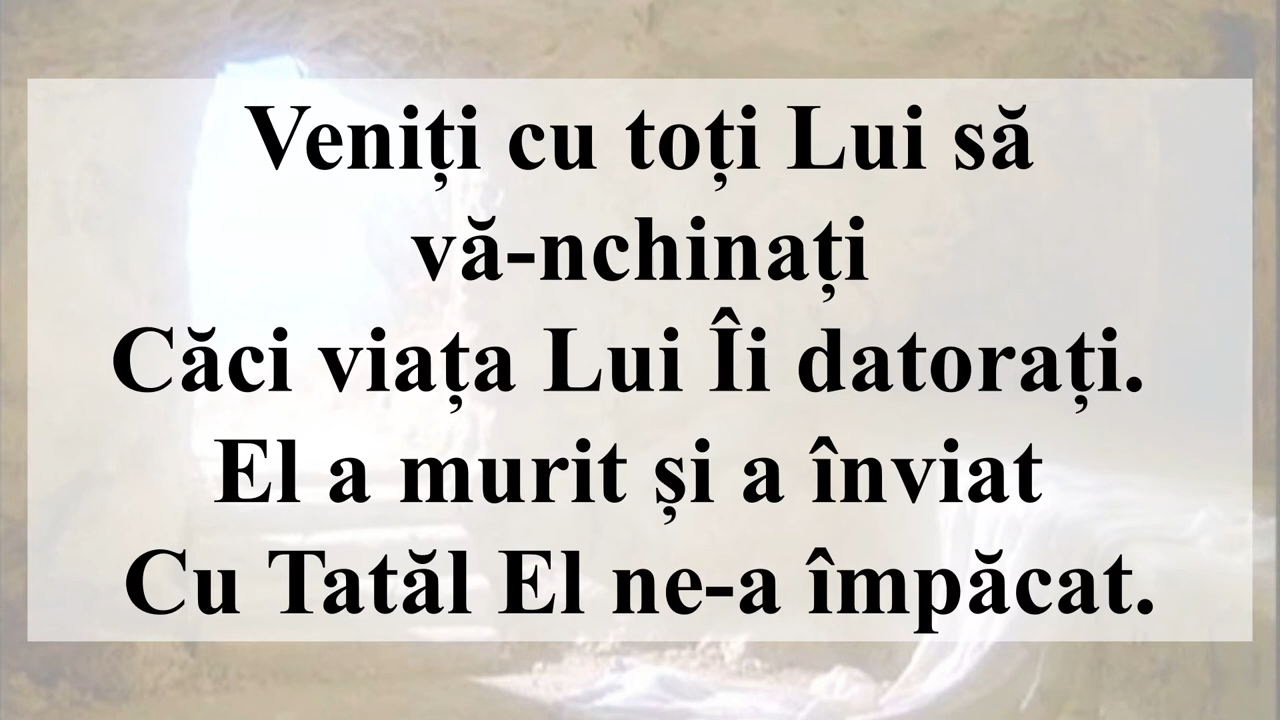 Veniți cu toți Lui să
vă-nchinați
Căci viața Lui Îi datorați.
El a murit și a înviat
Cu Tatăl El ne-a împăcat.